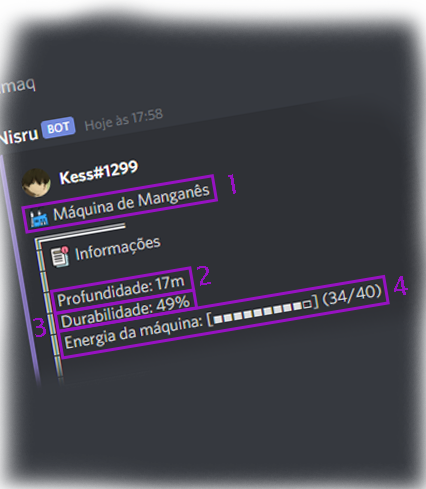 maq
Nisru BOT Hoje às 17:58
Kess#1299
Máquina de Manganês 1
Informações
Profundidade: 17m 2
3 Durabilidade: 49%
Energia da máquina: [■■■■■■■■■□] (34/40) 4